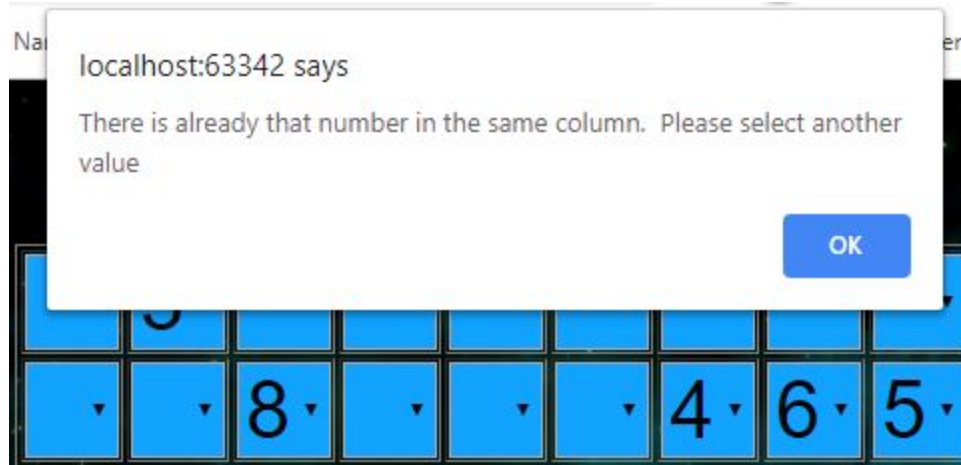 localhost:63342 says
There is already that number in the same column.  Please select another
value
OK
8 4 6 5